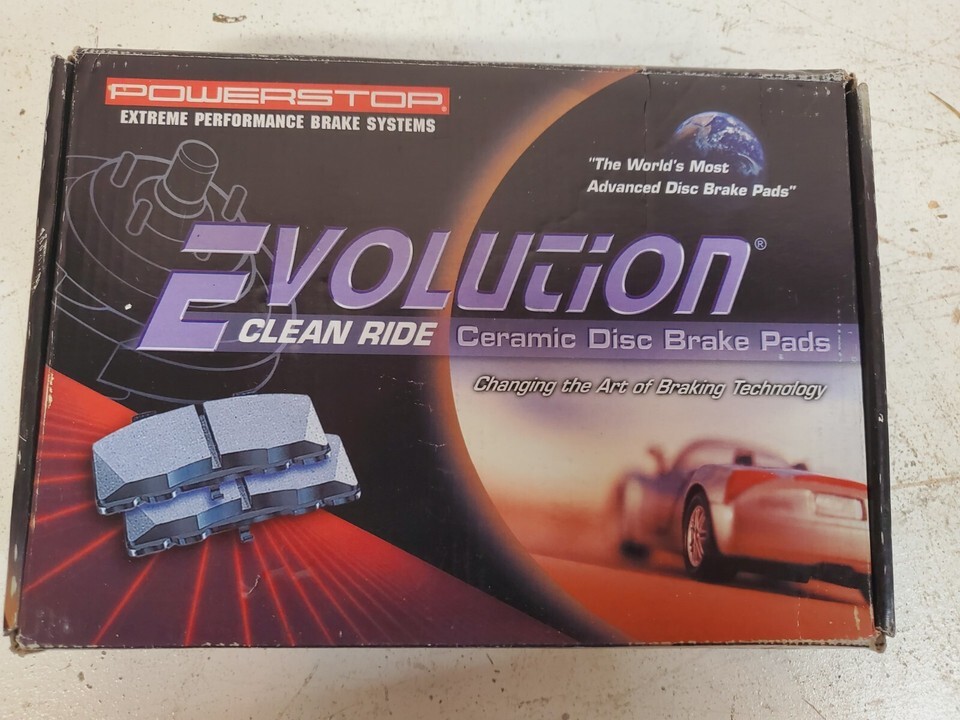 POWERSTOP®
EXTREME PERFORMANCE BRAKE SYSTEMS
"The World's Most
Advanced Disc Brake Pads"
EVOLUTION®
CLEAN RIDE Ceramic Disc Brake Pads
Changing the Art of Braking Technology